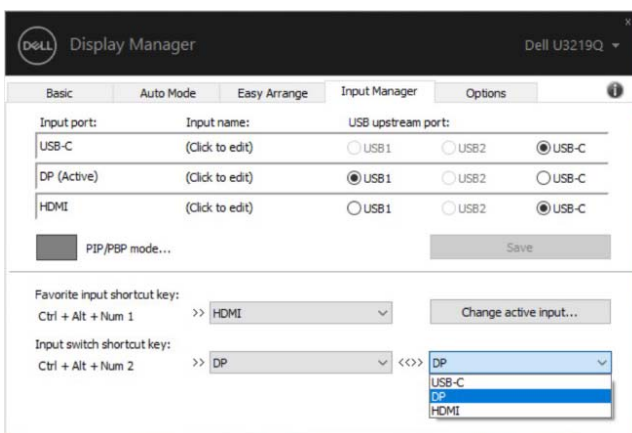 x
DELL Display Manager Dell U3219Q
Basic Auto Mode Easy Arrange Input Manager Options i
Input port: Input name: USB upstream port:
USB-C (Click to edit) USB1 USB2 USB-C
DP (Active) (Click to edit) USB1 USB2 USB-C
HDMI (Click to edit) USB1 USB2 USB-C
PIP/PBP mode... Save
Favorite input shortcut key:
Ctrl + Alt + Num 1 >> HDMI Change active input...
Input switch shortcut key:
Ctrl + Alt + Num 2 >> DP <<>> DP
USB-C
DP
HDMI